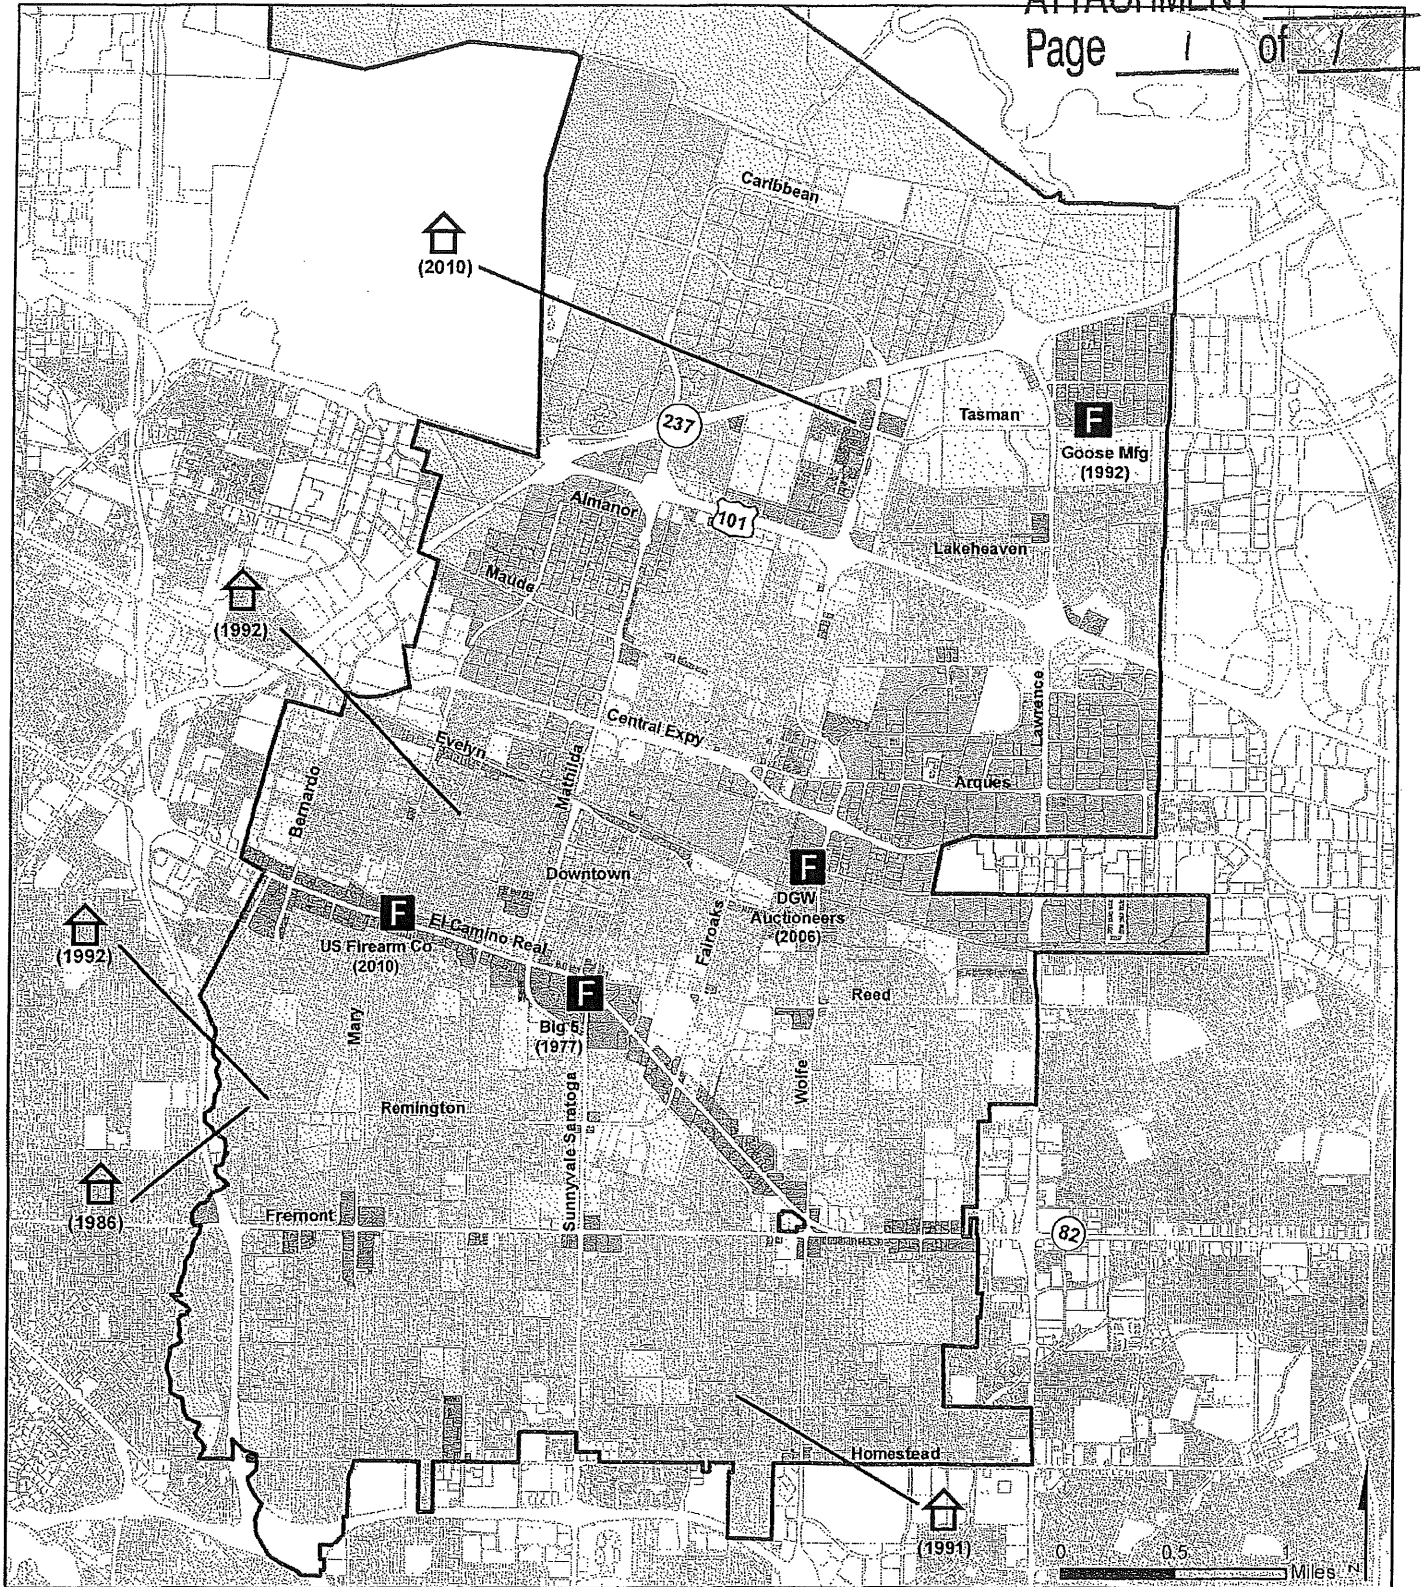 ATTACHMENT
Page 1 of 1
Caribbean
(2010)
237
Tasman
F
Goose Mfg
(1992)
Almanor
101
Lakeheaven
Maude
(1992)
Lawrence
Central Expy
Evelyn
Mathilda
Bernardo
Arques
Downtown
F
DGW
Auctioneers
(2006)
F
El Camino Real
US Firearm Co
(2010)
Fairoaks
(1992)
F
Big 5
(1977)
Reed
Mary
Wolfe
Remington
Sunnyvale Saratoga
(1986)
Fremont
82
Homestead
(1991)
0 0.5 1
Miles
N